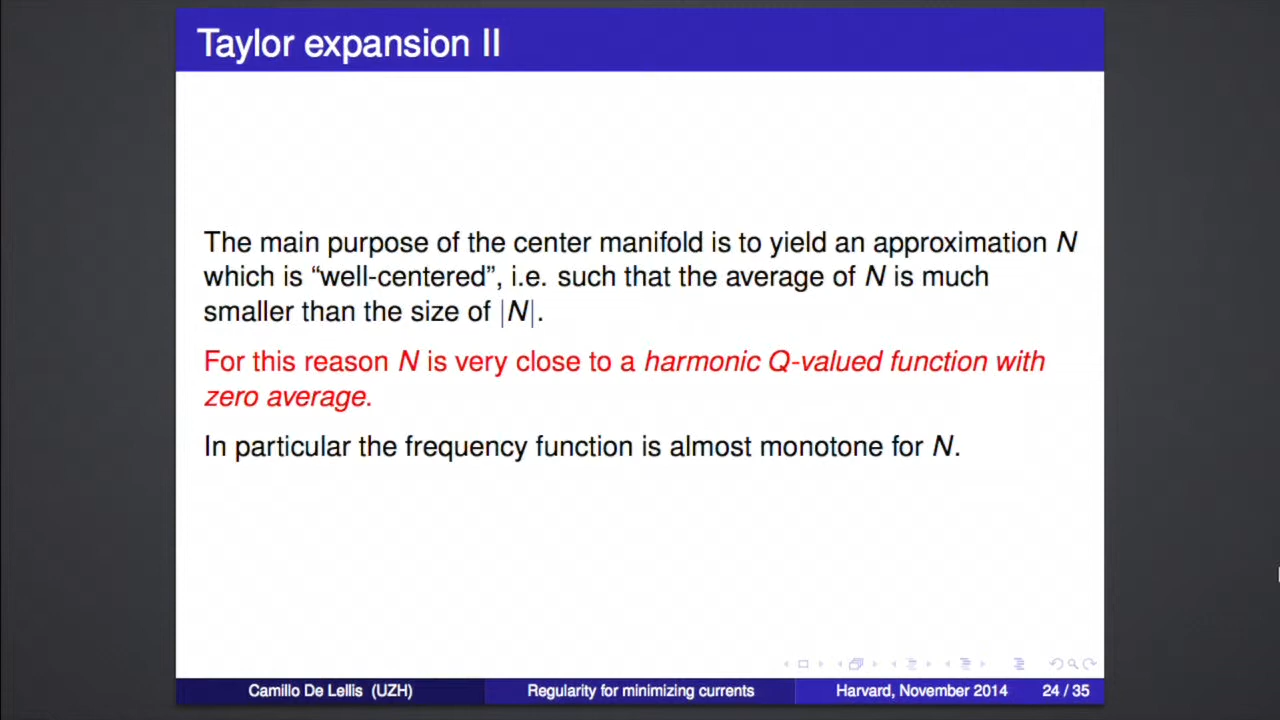 Taylor expansion II
The main purpose of the center manifold is to yield an approximation N
which is “well-centered”, i.e. such that the average of N is much
smaller than the size of |N|.
For this reason N is very close to a harmonic Q-valued function with
zero average.
In particular the frequency function is almost monotone for N.
Camillo De Lellis (UZH) Regularity for minimizing currents Harvard, November 2014 24 / 35